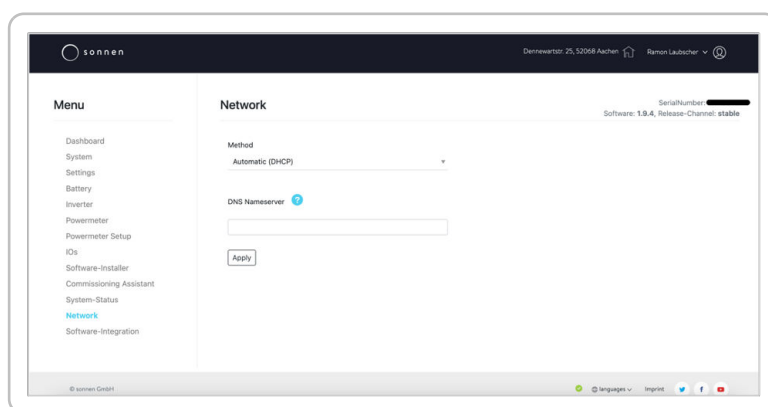 sonnen
Dennewartstr. 25, 52068 Aachen
Ramon Laubscher
Menu
Dashboard
System
Settings
Battery
Inverter
Powermeter
Powermeter Setup
IOs
Software-Installer
Commissioning Assistant
System-Status
Network
Software-Integration
Network
SerialNumber:
Software: 1.9.4, Release-Channel: stable
Method
Automatic (DHCP)
DNS Nameserver ?
Apply
© sonnen GmbH
languages
Imprint